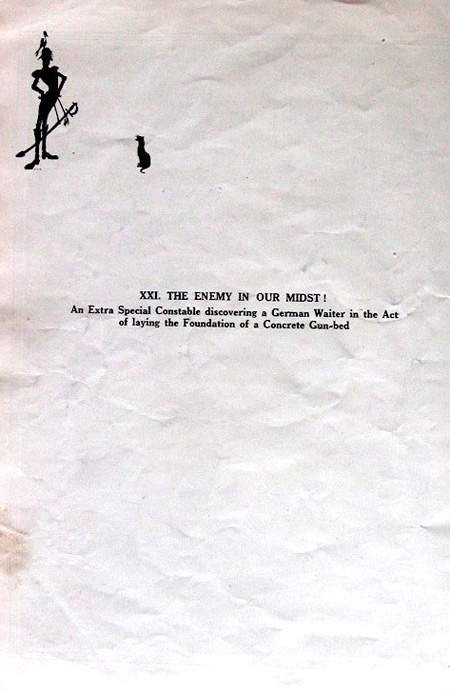 XXI. THE ENEMY IN OUR MIDST!
An Extra Special Constable discovering a German Waiter in the Act
of laying the Foundation of a Concrete Gun-bed